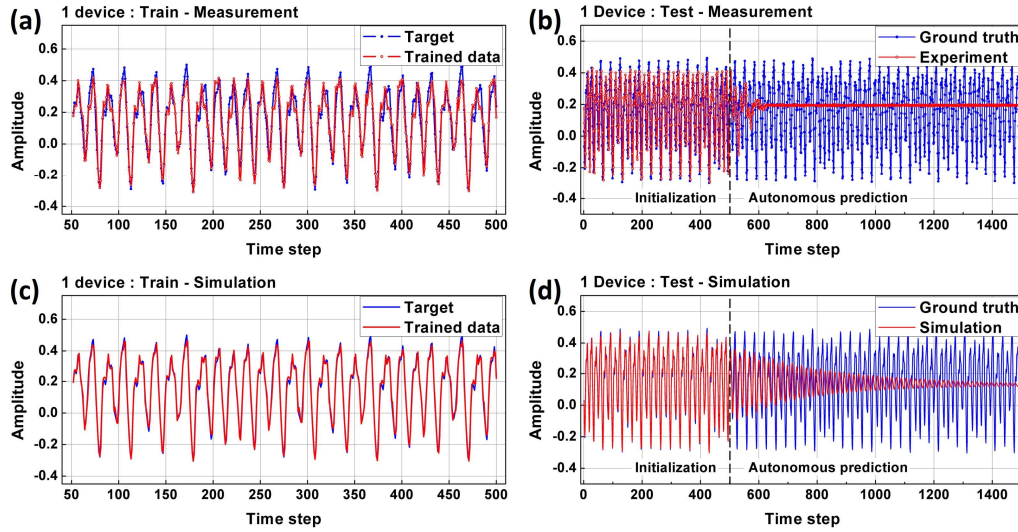 (a)
1 device : Train - Measurement
Target
Trained data
Amplitude
0.6
0.4
0.2
0.0
-0.2
-0.4
50 100 150 200 250 300 350 400 450 500
Time step
(b)
1 Device : Test - Measurement
Ground truth
Experiment
Amplitude
0.6
0.4
0.2
0.0
-0.2
-0.4
Initialization
Autonomous prediction
0 200 400 600 800 1000 1200 1400
Time step
(c)
1 device : Train - Simulation
Target
Trained data
Amplitude
0.6
0.4
0.2
0.0
-0.2
-0.4
50 100 150 200 250 300 350 400 450 500
Time step
(d)
1 Device : Test - Simulation
Ground truth
Simulation
Amplitude
0.6
0.4
0.2
0.0
-0.2
-0.4
Initialization
Autonomous prediction
0 200 400 600 800 1000 1200 1400
Time step